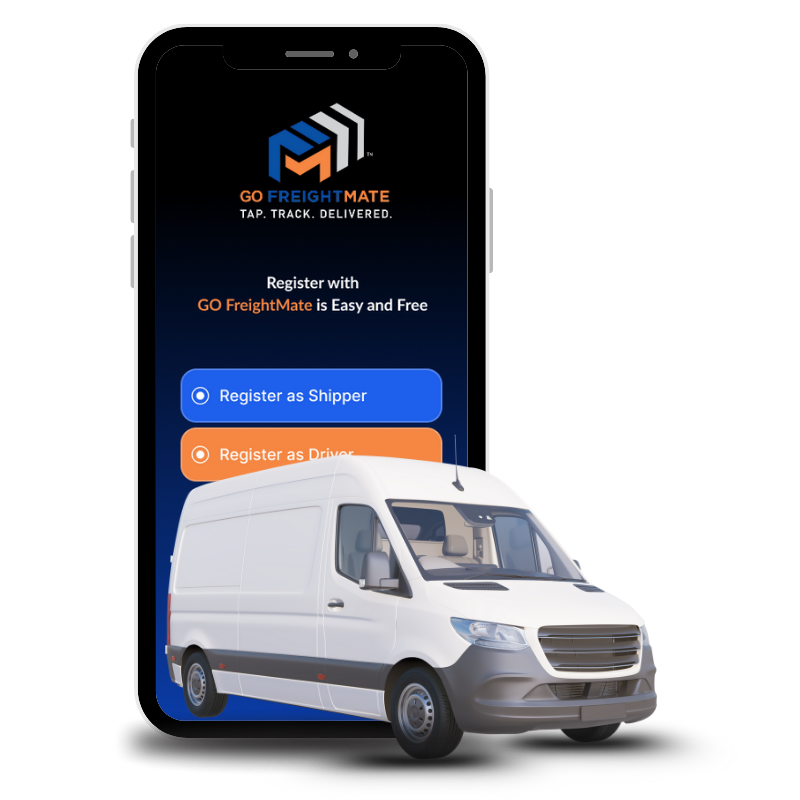 ™
GO FREIGHTMATE
TAP. TRACK. DELIVERED.
Register with
GO FreightMate is Easy and Free
Register as Shipper
Register as Driver